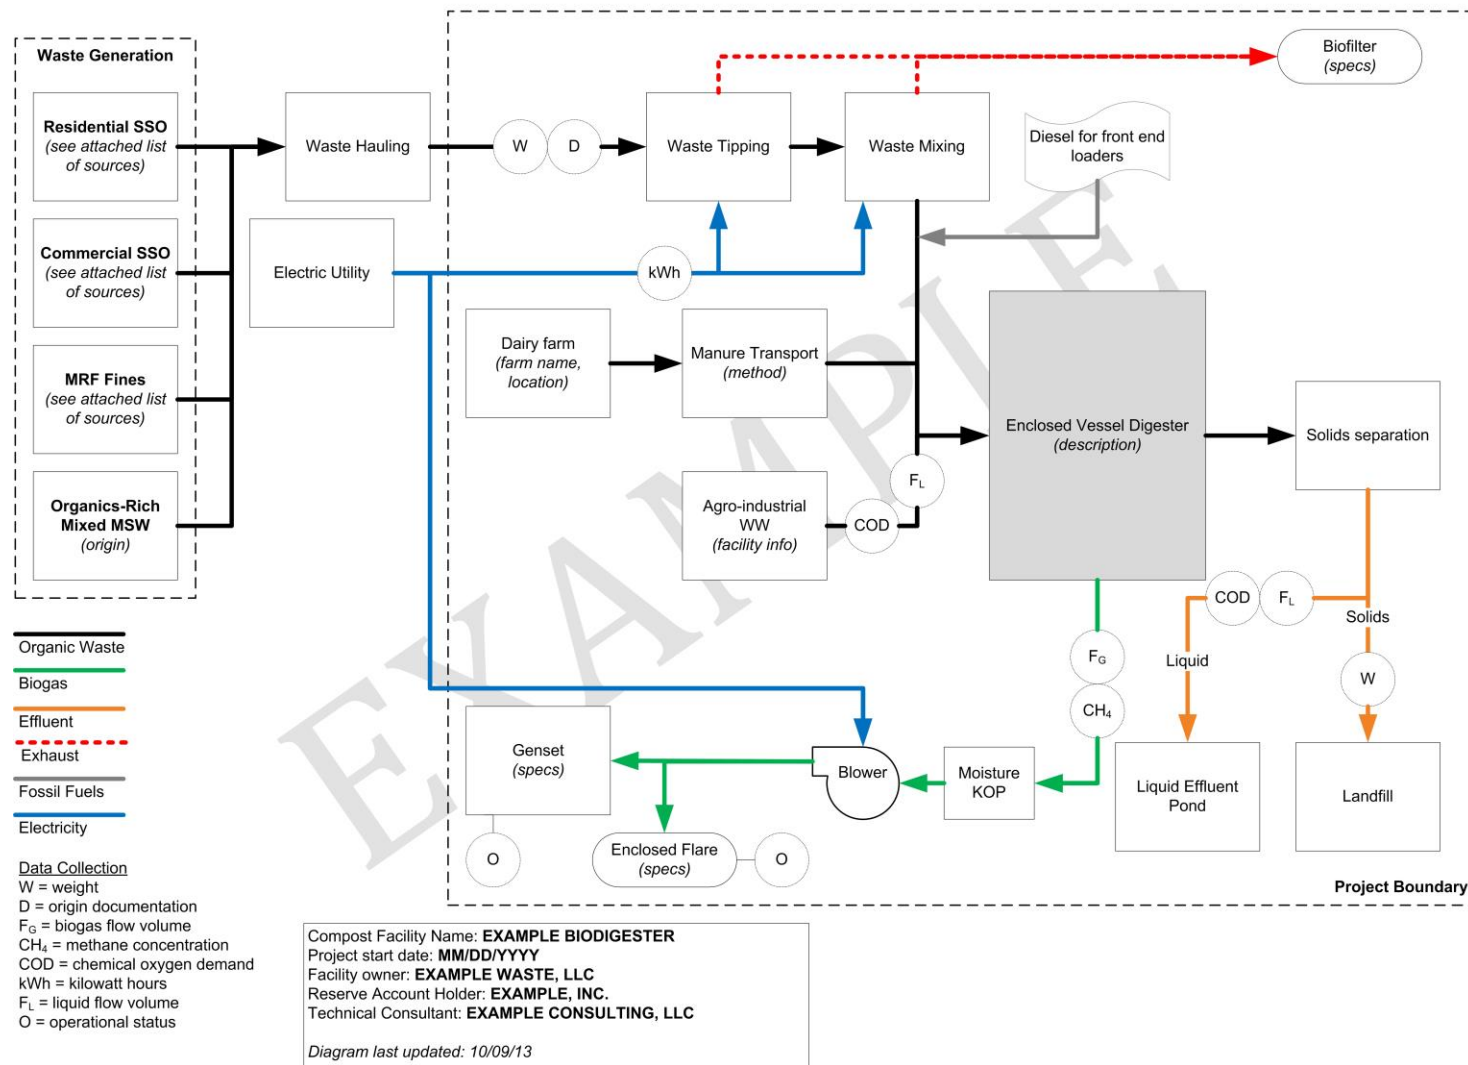 Waste Generation
Residential SSO
(see attached list
of sources)
Commercial SSO
(see attached list
of sources)
MRF Fines
(see attached list
of sources)
Organics-Rich
Mixed MSW
(origin)
Waste Hauling
Electric Utility
W
D
Waste Tipping
Waste Mixing
Biofilter
(specs)
Diesel for front end
loaders
kWh
Dairy farm
(farm name,
location)
Manure Transport
(method)
Agro-industrial
WW
(facility info)
COD
FL
Enclosed Vessel Digester
(description)
Solids separation
COD
FL
Solids
Liquid
W
FG
CH4
Liquid Effluent
Pond
Landfill
Moisture
KOP
Blower
Genset
(specs)
O
Enclosed Flare
(specs)
O
Project Boundary
EXAMPLE
Organic Waste
Biogas
Effluent
Exhaust
Fossil Fuels
Electricity
Data Collection
W = weight
D = origin documentation
FG = biogas flow volume
CH4 = methane concentration
COD = chemical oxygen demand
kWh = kilowatt hours
FL = liquid flow volume
O = operational status
Compost Facility Name: EXAMPLE BIODIGESTER
Project start date: MM/DD/YYYY
Facility owner: EXAMPLE WASTE, LLC
Reserve Account Holder: EXAMPLE, INC.
Technical Consultant: EXAMPLE CONSULTING, LLC
Diagram last updated: 10/09/13